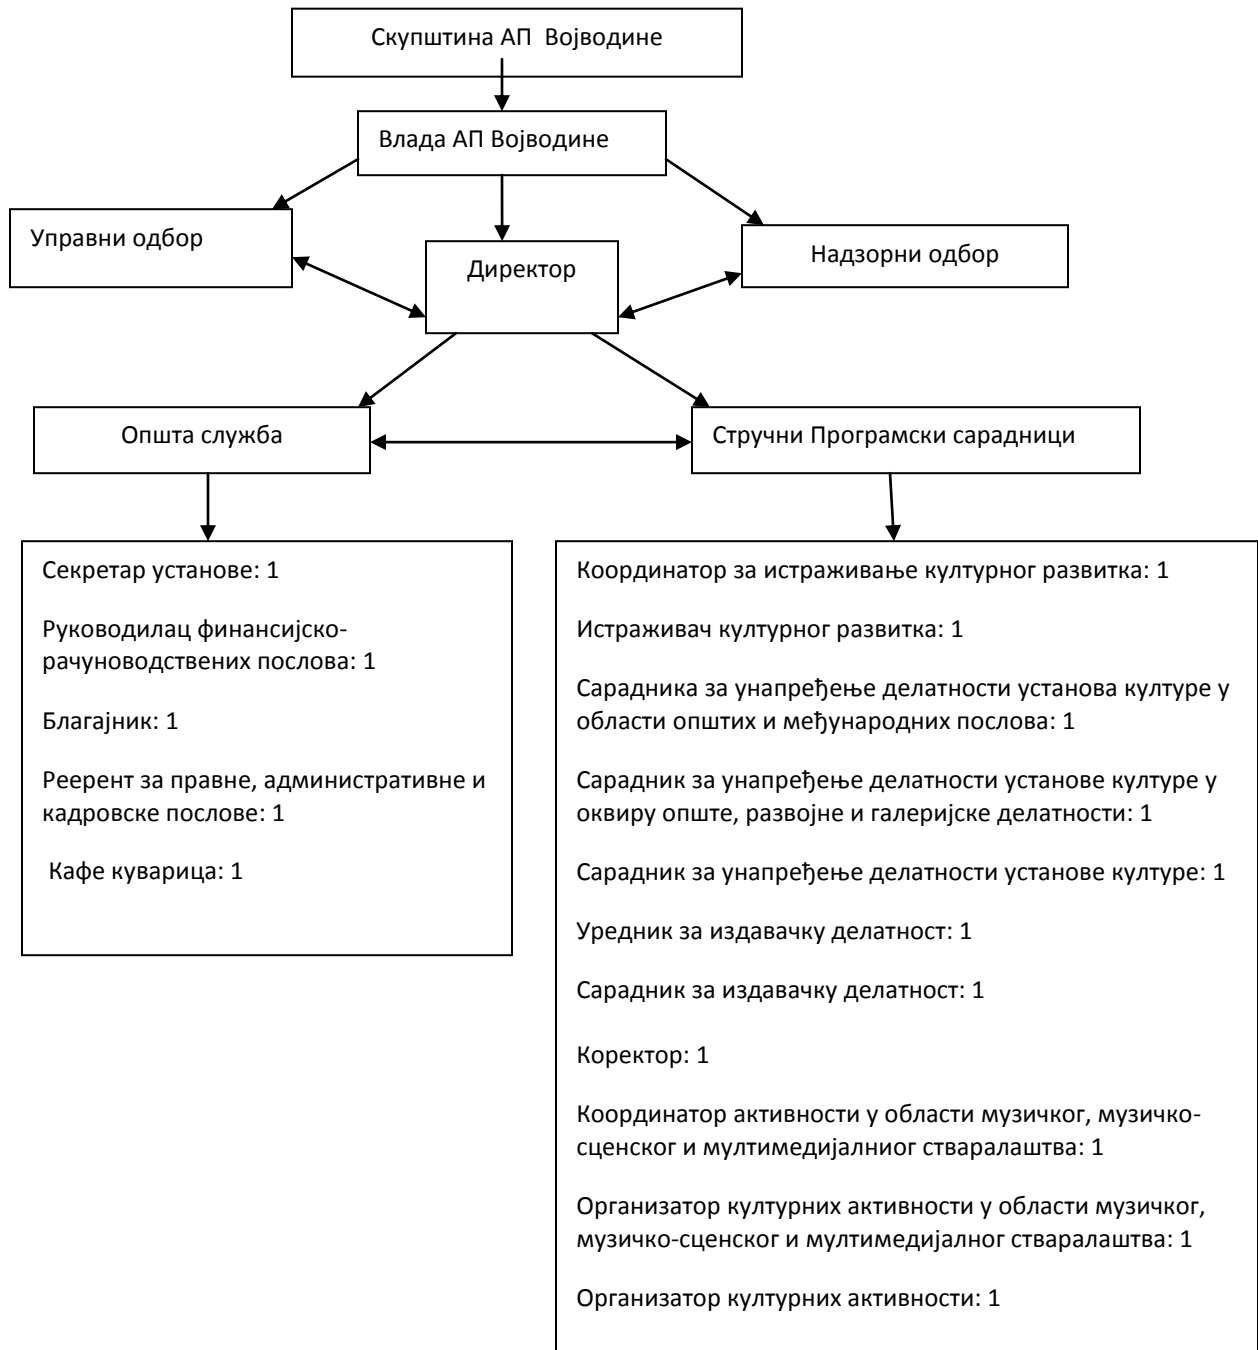 Скупштина АП Војводине
Влада АП Војводине
Управни одбор
Директор
Надзорни одбор
Општа служба
Стручни Програмски сарадници
Секретар установе: 1
Руководилац финансијско-
рачуноводствених послова: 1
Благајник: 1
Реерент за правне, административне и
кадровске послове: 1
Кафе куварица: 1
Координатор за истраживање културног развитка: 1
Истраживач културног развитка: 1
Сарадника за унапређење делатности установа културе у
области општих и међународних послова: 1
Сарадник за унапређење делатности установе културе у
оквиру опште, развојне и галеријске делатности: 1
Сарадник за унапређење делатности установе културе: 1
Уредник за издавачку делатност: 1
Сарадник за издавачку делатност: 1
Коректор: 1
Координатор активности у области музичког, музичко-
сценског и мултимедијалниог стваралаштва: 1
Организатор културних активности у области музичког,
музичко-сценског и мултимедијалног стваралаштва: 1
Организатор културних активности: 1